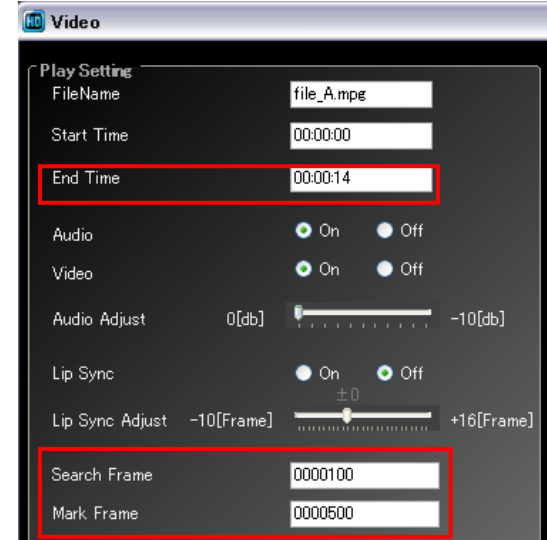 HD Video
Play Setting
FileName file_A.mpg
Start Time 00:00:00
End Time 00:00:14
Audio On Off
Video On Off
Audio Adjust 0[db] -10[db]
Lip Sync On Off
±0
Lip Sync Adjust -10[Frame] +16[Frame]
Search Frame 0000100
Mark Frame 0000500